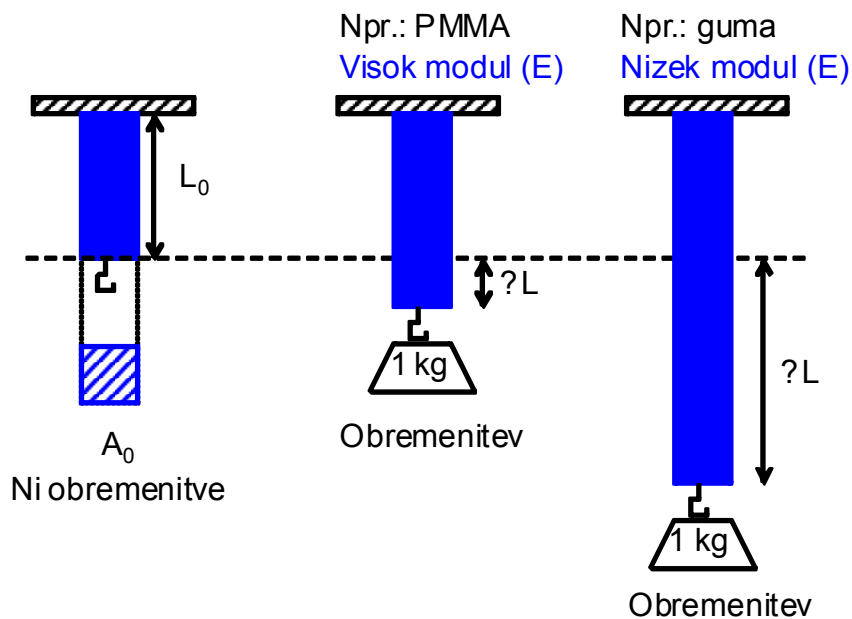 Npr.: PMMA
Visok modul (E)
Npr.: guma
Nizek modul (E)
L₀
?L
1 kg
Obremenitev
A₀
Ni obremenitve
?L
1 kg
Obremenitev